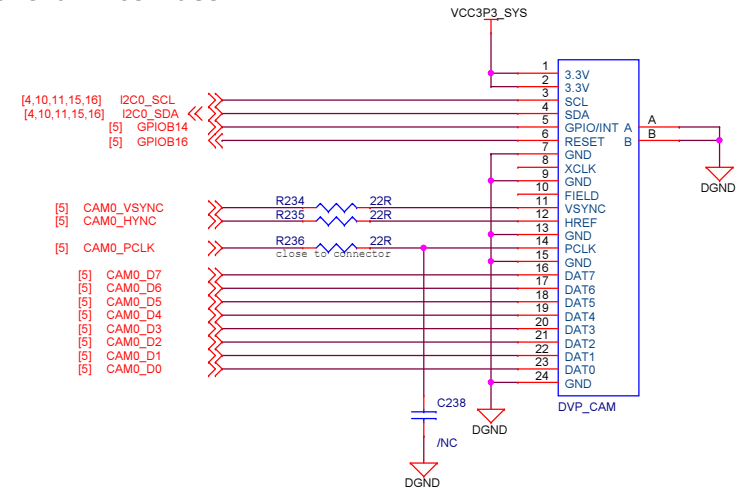 VCC3P3_SYS
1 3.3V
2 3.3V
[4,10,11,15,16] I2C0_SCL 3 SCL
[4,10,11,15,16] I2C0_SDA 4 SDA
[5] GPIOB14 5 GPIO/INT A A
[5] GPIOB16 6 RESET B B
7 GND
8 XCLK
9 GND
DGND
10 FIELD
[5] CAM0_VSYNC R234 22R 11 VSYNC
[5] CAM0_HYNC R235 22R 12 HREF
13 GND
[5] CAM0_PCLK R236 22R 14 PCLK
close to connector
15 GND
[5] CAM0_D7 16 DAT7
[5] CAM0_D6 17 DAT6
[5] CAM0_D5 18 DAT5
[5] CAM0_D4 19 DAT4
[5] CAM0_D3 20 DAT3
[5] CAM0_D2 21 DAT2
[5] CAM0_D1 22 DAT1
[5] CAM0_D0 23 DAT0
24 GND
C238
DVP_CAM
DGND
/NC
DGND